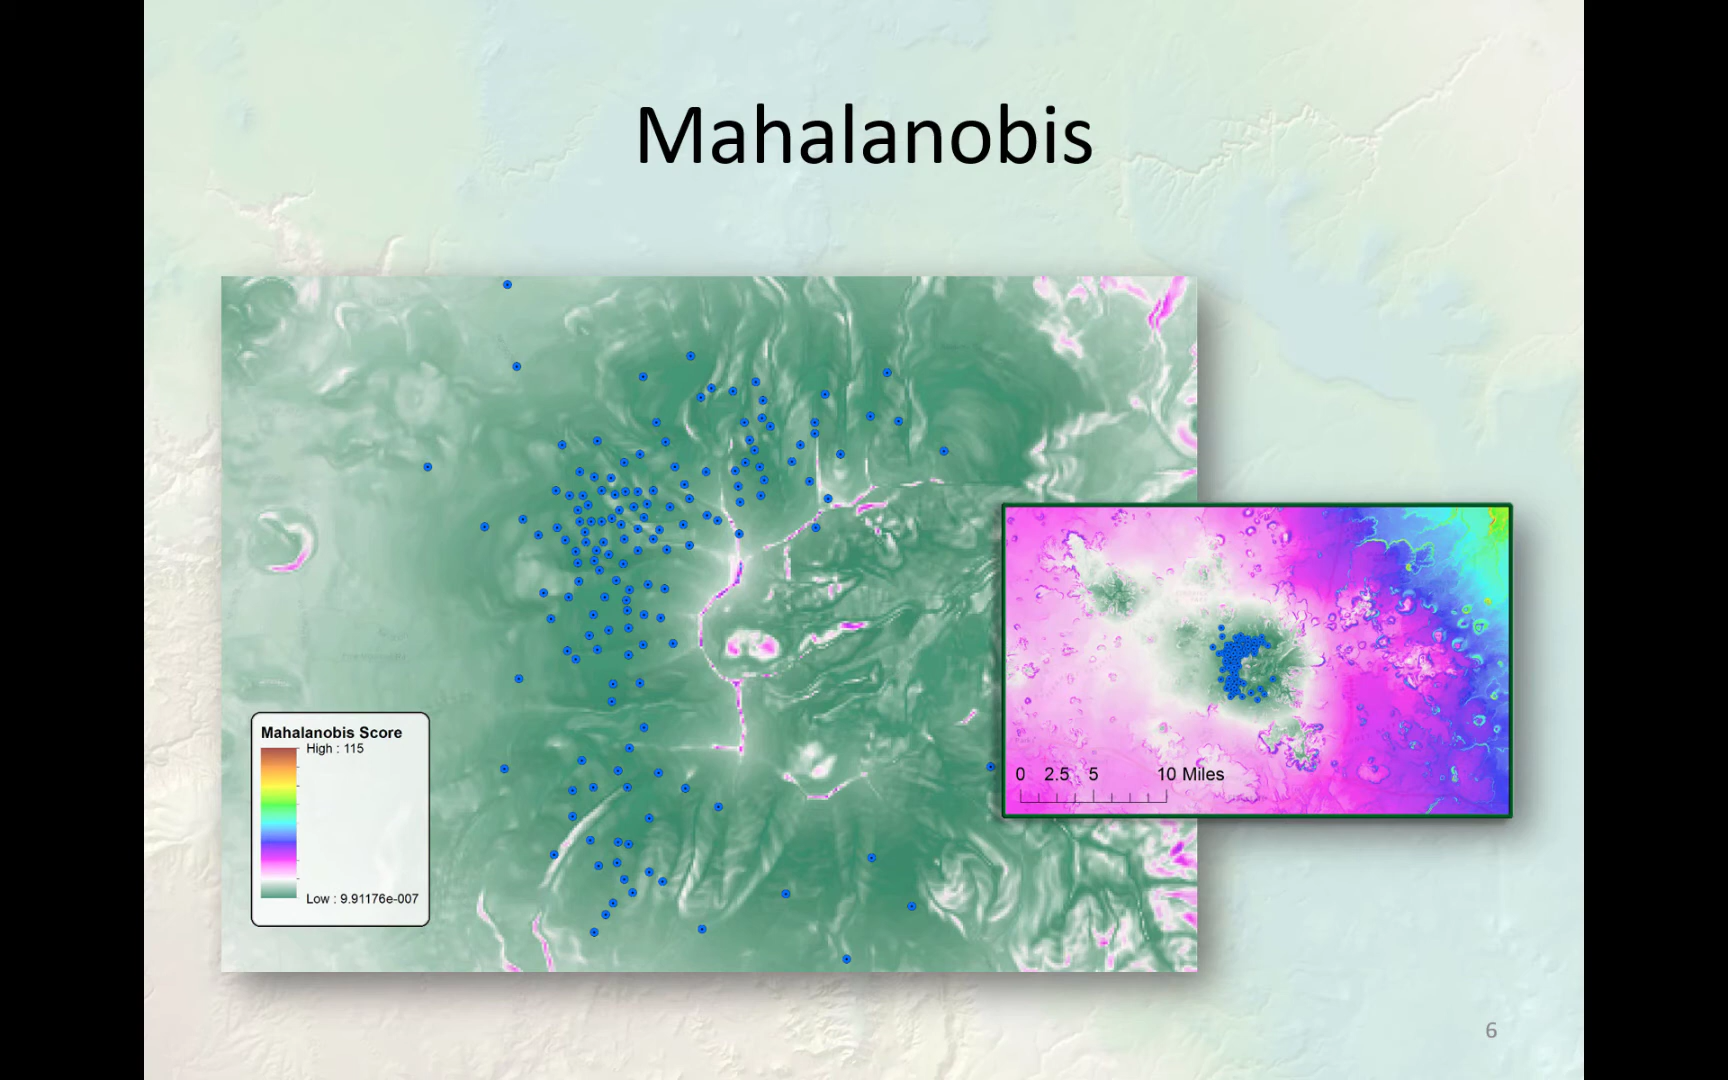 Mahalanobis
Mahalanobis Score
High : 115
Low : 9.91176e-007
0 2.5 5 10 Miles
6